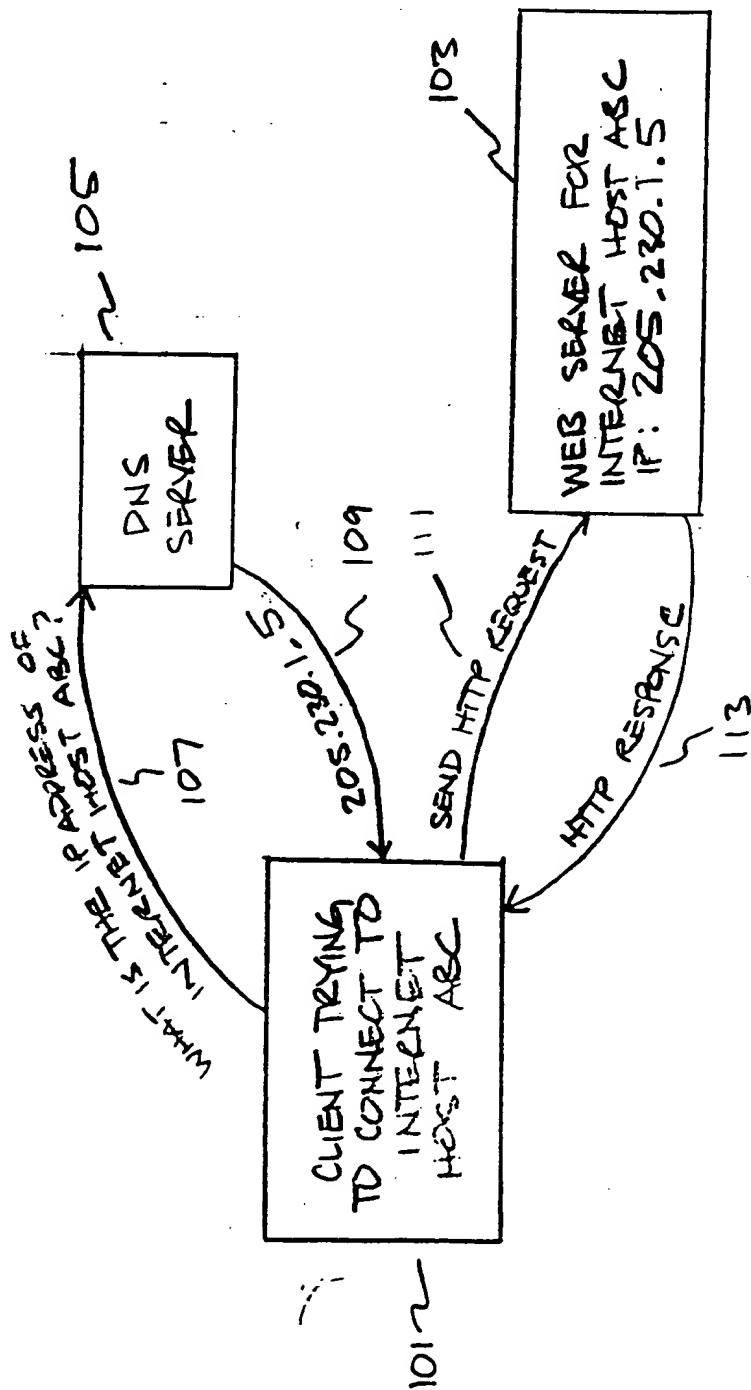 105
DNS
SERVER
WHAT IS THE IP ADDRESS OF
INTERNET HOST ABC?
107
205.230.1.5
109
103
WEB SERVER FOR
INTERNET HOST ABC
IP: 205.230.1.5
111
SEND HTTP REQUEST
HTTP RESPONSE
113
CLIENT TRYING
TO CONNECT TO
INTERNET
HOST ABC
101